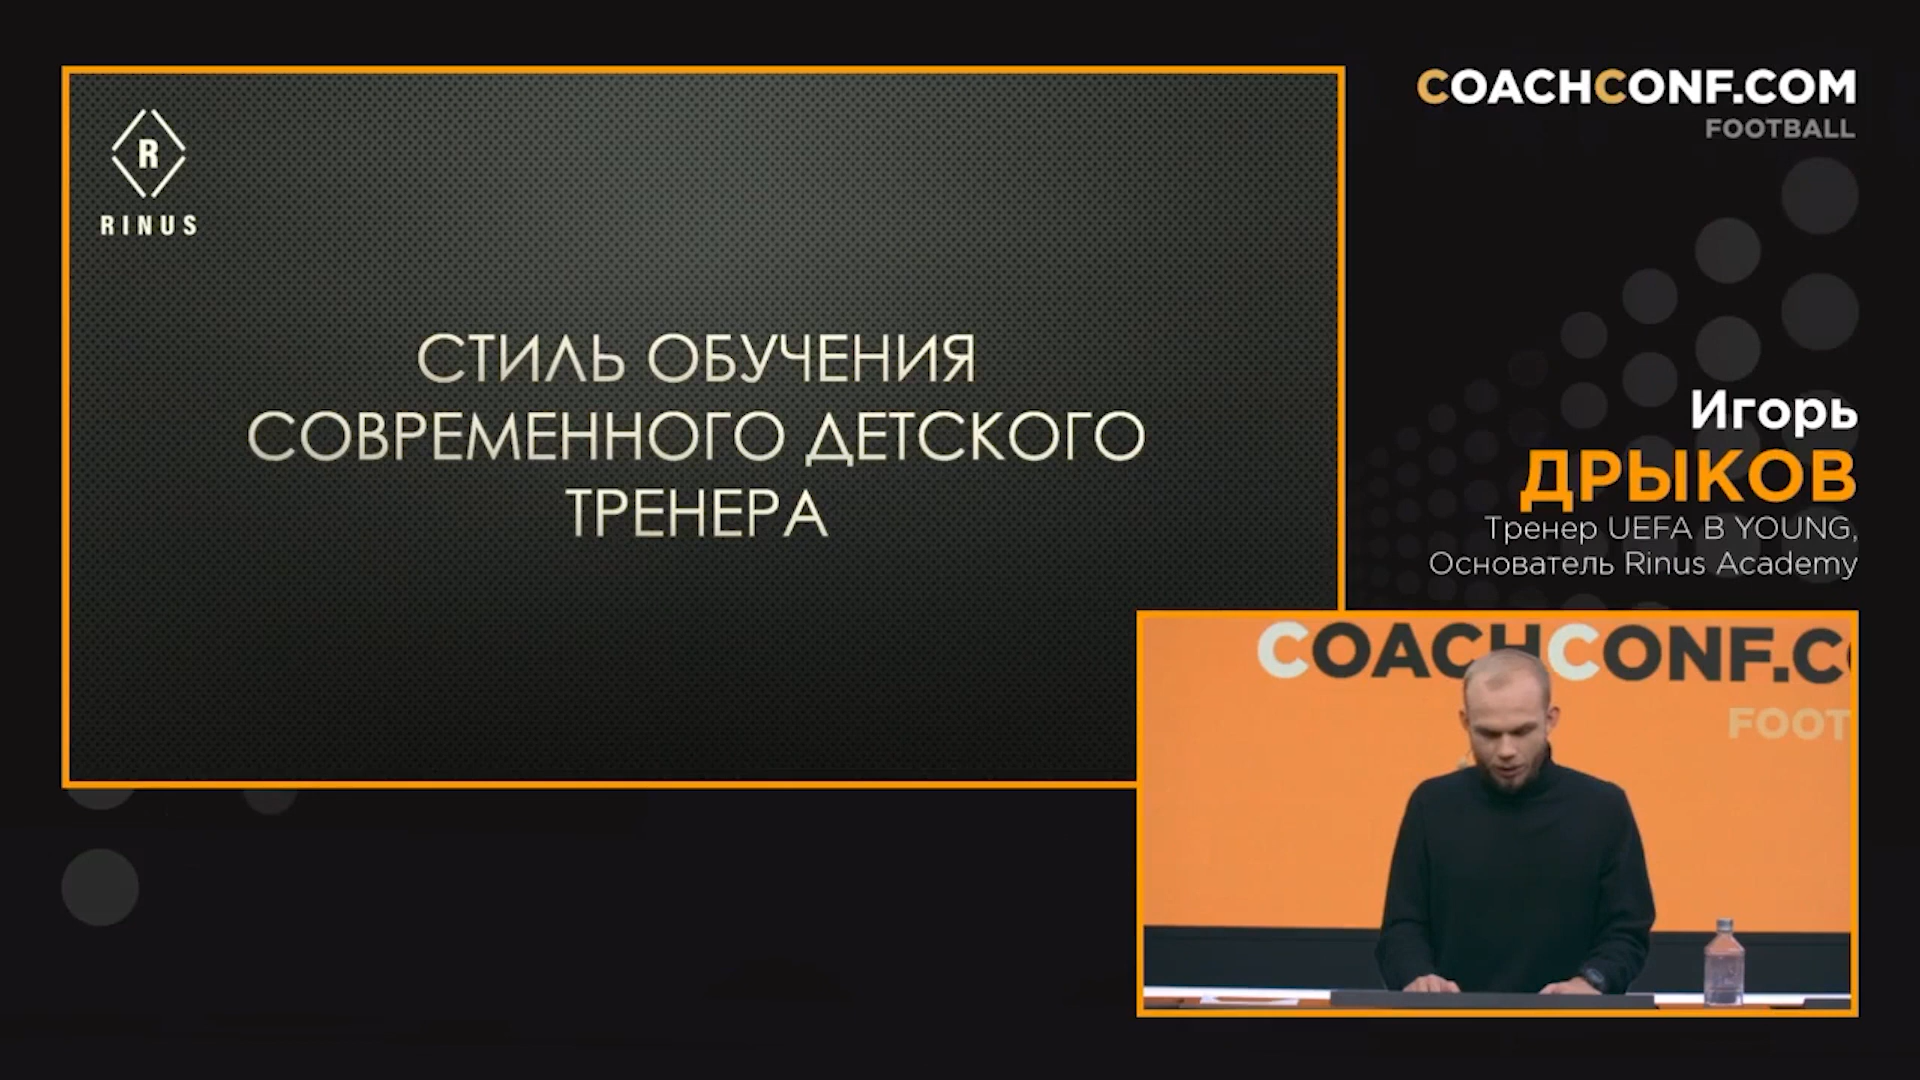 R
RINUS
СТИЛЬ ОБУЧЕНИЯ
СОВРЕМЕННОГО ДЕТСКОГО
ТРЕНЕРА
COACHCONF.COM
FOOTBALL
Игорь
ДРЫКОВ
Тренер UEFA B YOUNG,
Основатель Rinus Academy
COACHCONF.C
FOOT